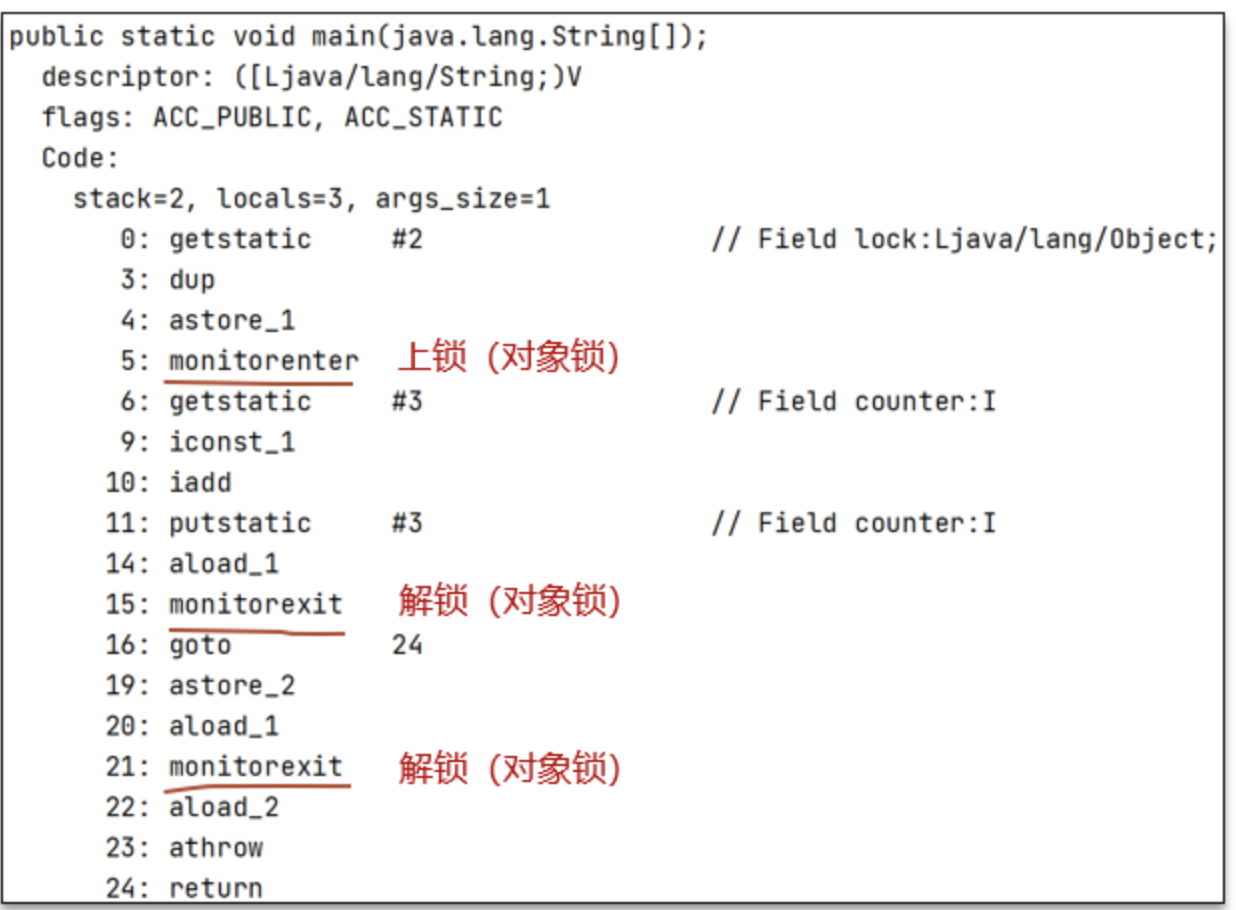 public static void main(java.lang.String[]);
descriptor: ([Ljava/lang/String;)V
flags: ACC_PUBLIC, ACC_STATIC
Code:
stack=2, locals=3, args_size=1
0: getstatic #2 // Field lock:Ljava/lang/Object;
3: dup
4: astore_1
5: monitorenter 上锁 (对象锁)
6: getstatic #3 // Field counter:I
9: iconst_1
10: iadd
11: putstatic #3 // Field counter:I
14: aload_1
15: monitorexit 解锁 (对象锁)
16: goto 24
19: astore_2
20: aload_1
21: monitorexit 解锁 (对象锁)
22: aload_2
23: athrow
24: return